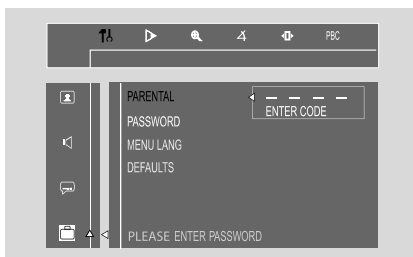 PBC
PARENTAL
— — — —
ENTER CODE
PASSWORD
MENU LANG
DEFAULTS
PLEASE ENTER PASSWORD